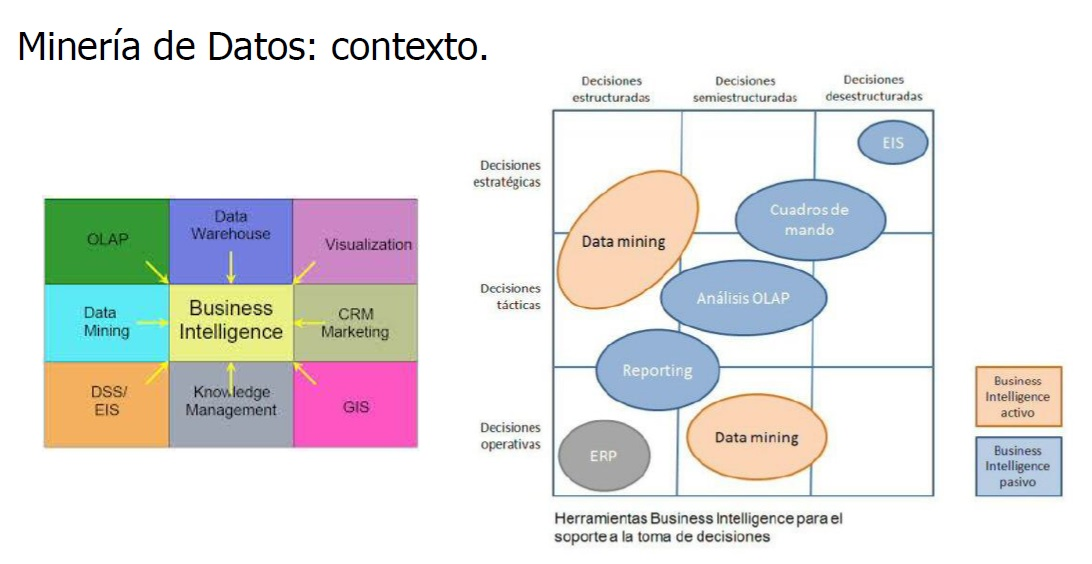 Minería de Datos: contexto.
OLAP
Data
Warehouse
Visualization
Data
Mining
Business
Intelligence
CRM
Marketing
DSS/
EIS
Knowledge
Management
GIS
Decisiones
estructuradas
Decisiones
semiestructuradas
Decisiones
desestructuradas
Decisiones
estratégicas
EIS
Cuadros de
mando
Data mining
Decisiones
tácticas
Análisis OLAP
Reporting
Decisiones
operativas
ERP
Data mining
Business
Intelligence
activo
Business
Intelligence
pasivo
Herramientas Business Intelligence para el
soporte a la toma de decisiones